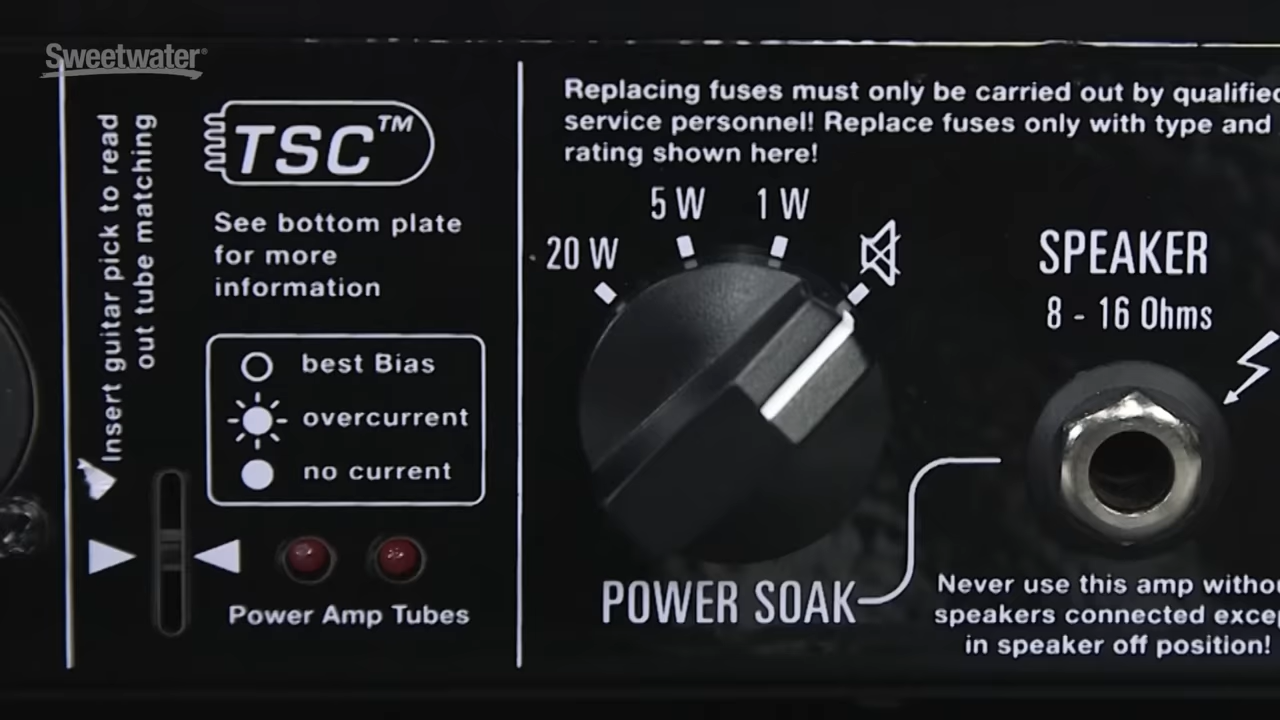 Sweetwater®
Insert guitar pick to read
out tube matching
TSC™
See bottom plate
for more
information
best Bias
overcurrent
no current
Power Amp Tubes
Replacing fuses must only be carried out by qualified
service personnel! Replace fuses only with type and
rating shown here!
20 W
5 W
1 W
POWER SOAK
SPEAKER
8 - 16 Ohms
Never use this amp withou
speakers connected excep
in speaker off position!